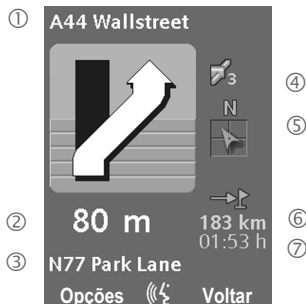 ① A44 Wallstreet
3 ④
N ⑤
② 80 m 183 km ⑥
01:53 h ⑦
③ N77 Park Lane
Opções Voltar